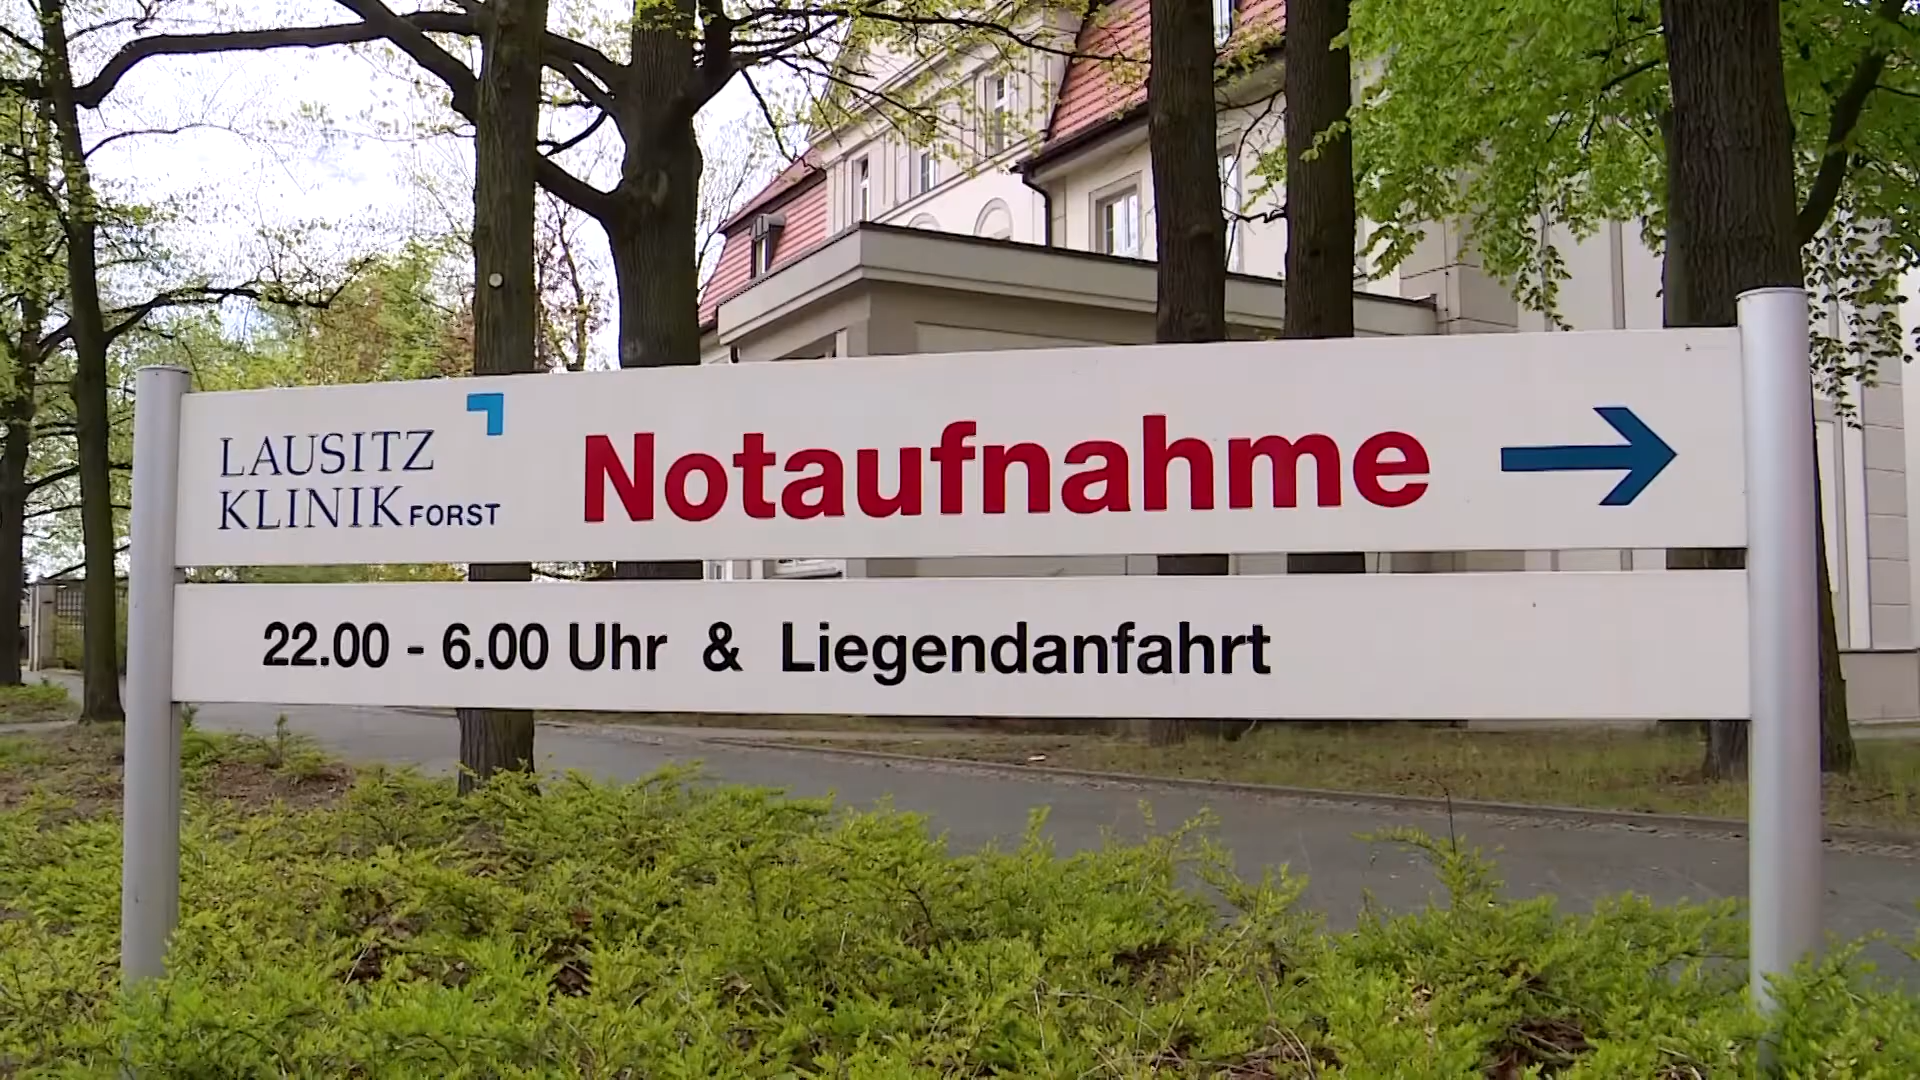 LAUSITZ
KLINIK FORST
Notaufnahme
22.00 - 6.00 Uhr & Liegendanfahrt